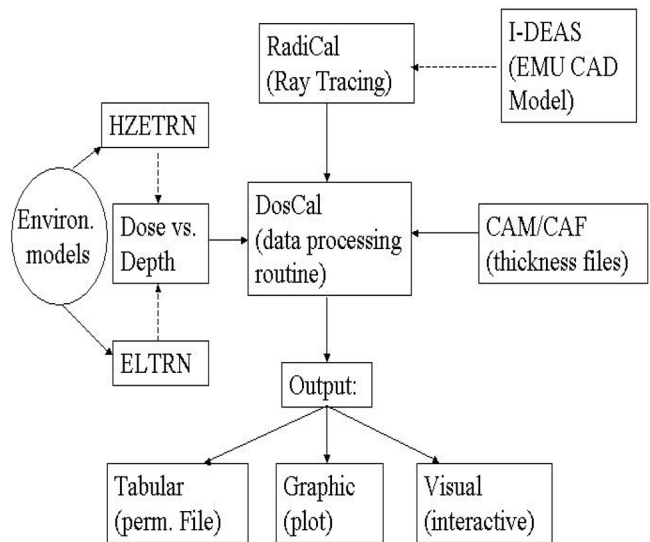 RadiCal
(Ray Tracing)
I-DEAS
(EMU CAD
Model)
HZETRN
Environ.
models
Dose vs.
Depth
DosCal
(data processing
routine)
CAM/CAF
(thickness files)
ELTRN
Output:
Tabular
(perm. File)
Graphic
(plot)
Visual
(interactive)